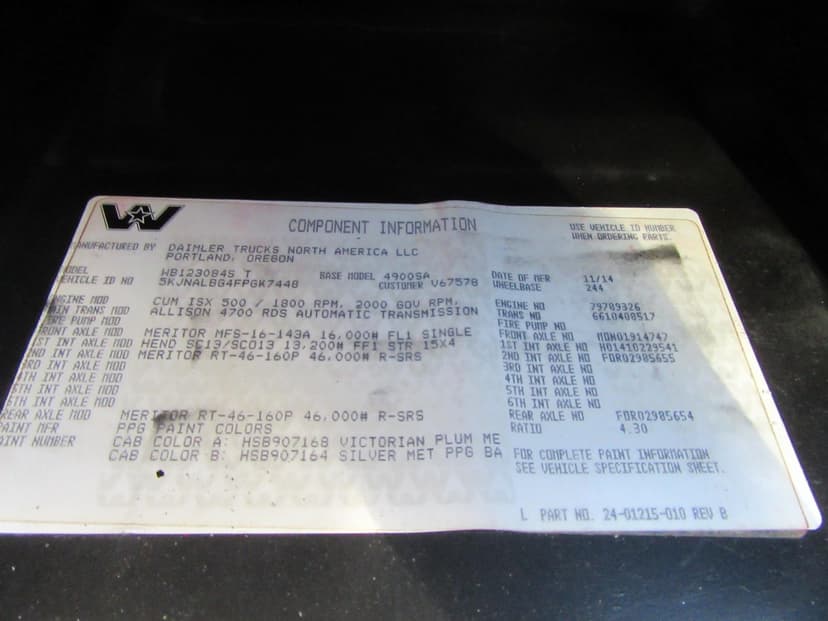 COMPONENT INFORMATION
USE VEHICLE ID NUMBER
WHEN ORDERING PARTS.
MANUFACTURED BY DAIMLER TRUCKS NORTH AMERICA LLC
PORTLAND, OREGON
MODEL WB123084S T BASE MODEL 4900SA DATE OF MFR 11/14
VEHICLE ID NO 5KJNALBG4FPGK7448 CUSTOMER V67578 WHEELBASE 244
ENGINE MOD CUM ISX 500 / 1800 RPM, 2000 GOV RPM, ENGINE NO 79789326
MAIN TRANS MOD ALLISON 4700 RDS AUTOMATIC TRANSMISSION TRANS NO 6610408517
FIRE PUMP MOD FIRE PUMP NO
FRONT AXLE MOD MERITOR MFS-16-143A 16,000# FL1 SINGLE FRONT AXLE NO MON01914747
1ST INT AXLE MOD HEND SC13/SCO13 13,200# FF1 STR 15X4 1ST INT AXLE NO H01410229541
2ND INT AXLE MOD MERITOR RT-46-160P 46,000# R-SRS 2ND INT AXLE NO FOR02985655
3RD INT AXLE MOD 3RD INT AXLE NO
4TH INT AXLE MOD 4TH INT AXLE NO
5TH INT AXLE MOD 5TH INT AXLE NO
6TH INT AXLE MOD 6TH INT AXLE NO
REAR AXLE MOD MERITOR RT-46-160P 46,000# R-SRS REAR AXLE NO FOR02985654
PAINT MFR PPG PAINT COLORS RATIO 4.30
PAINT NUMBER CAB COLOR A: HSB907168 VICTORIAN PLUM ME
CAB COLOR B: HSB907164 SILVER MET PPG BA
FOR COMPLETE PAINT INFORMATION
SEE VEHICLE SPECIFICATION SHEET.
L PART NO. 24-01215-010 REV B